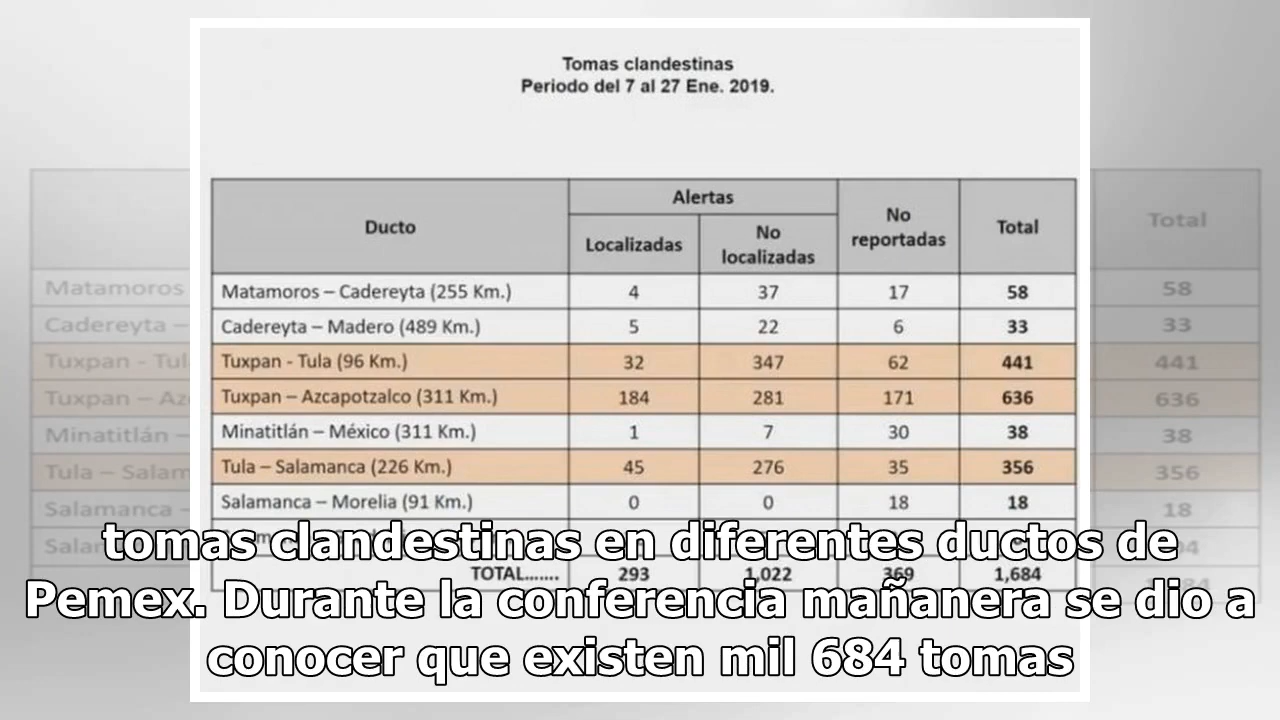 Tomas clandestinas
Periodo del 7 al 27 Ene. 2019.
Ducto Alertas No reportadas Total
Localizadas No localizadas
Matamoros – Cadereyta (255 Km.) 4 37 17 58
Cadereyta – Madero (489 Km.) 5 22 6 33
Tuxpan - Tula (96 Km.) 32 347 62 441
Tuxpan – Azcapotzalco (311 Km.) 184 281 171 636
Minatitlán – México (311 Km.) 1 7 30 38
Tula – Salamanca (226 Km.) 45 276 35 356
Salamanca – Morelia (91 Km.) 0 0 18 18
TOTAL....... 293 1,022 369 1,684
tomas clandestinas en diferentes ductos de
Pemex. Durante la conferencia mañanera se dio a
conocer que existen mil 684 tomas